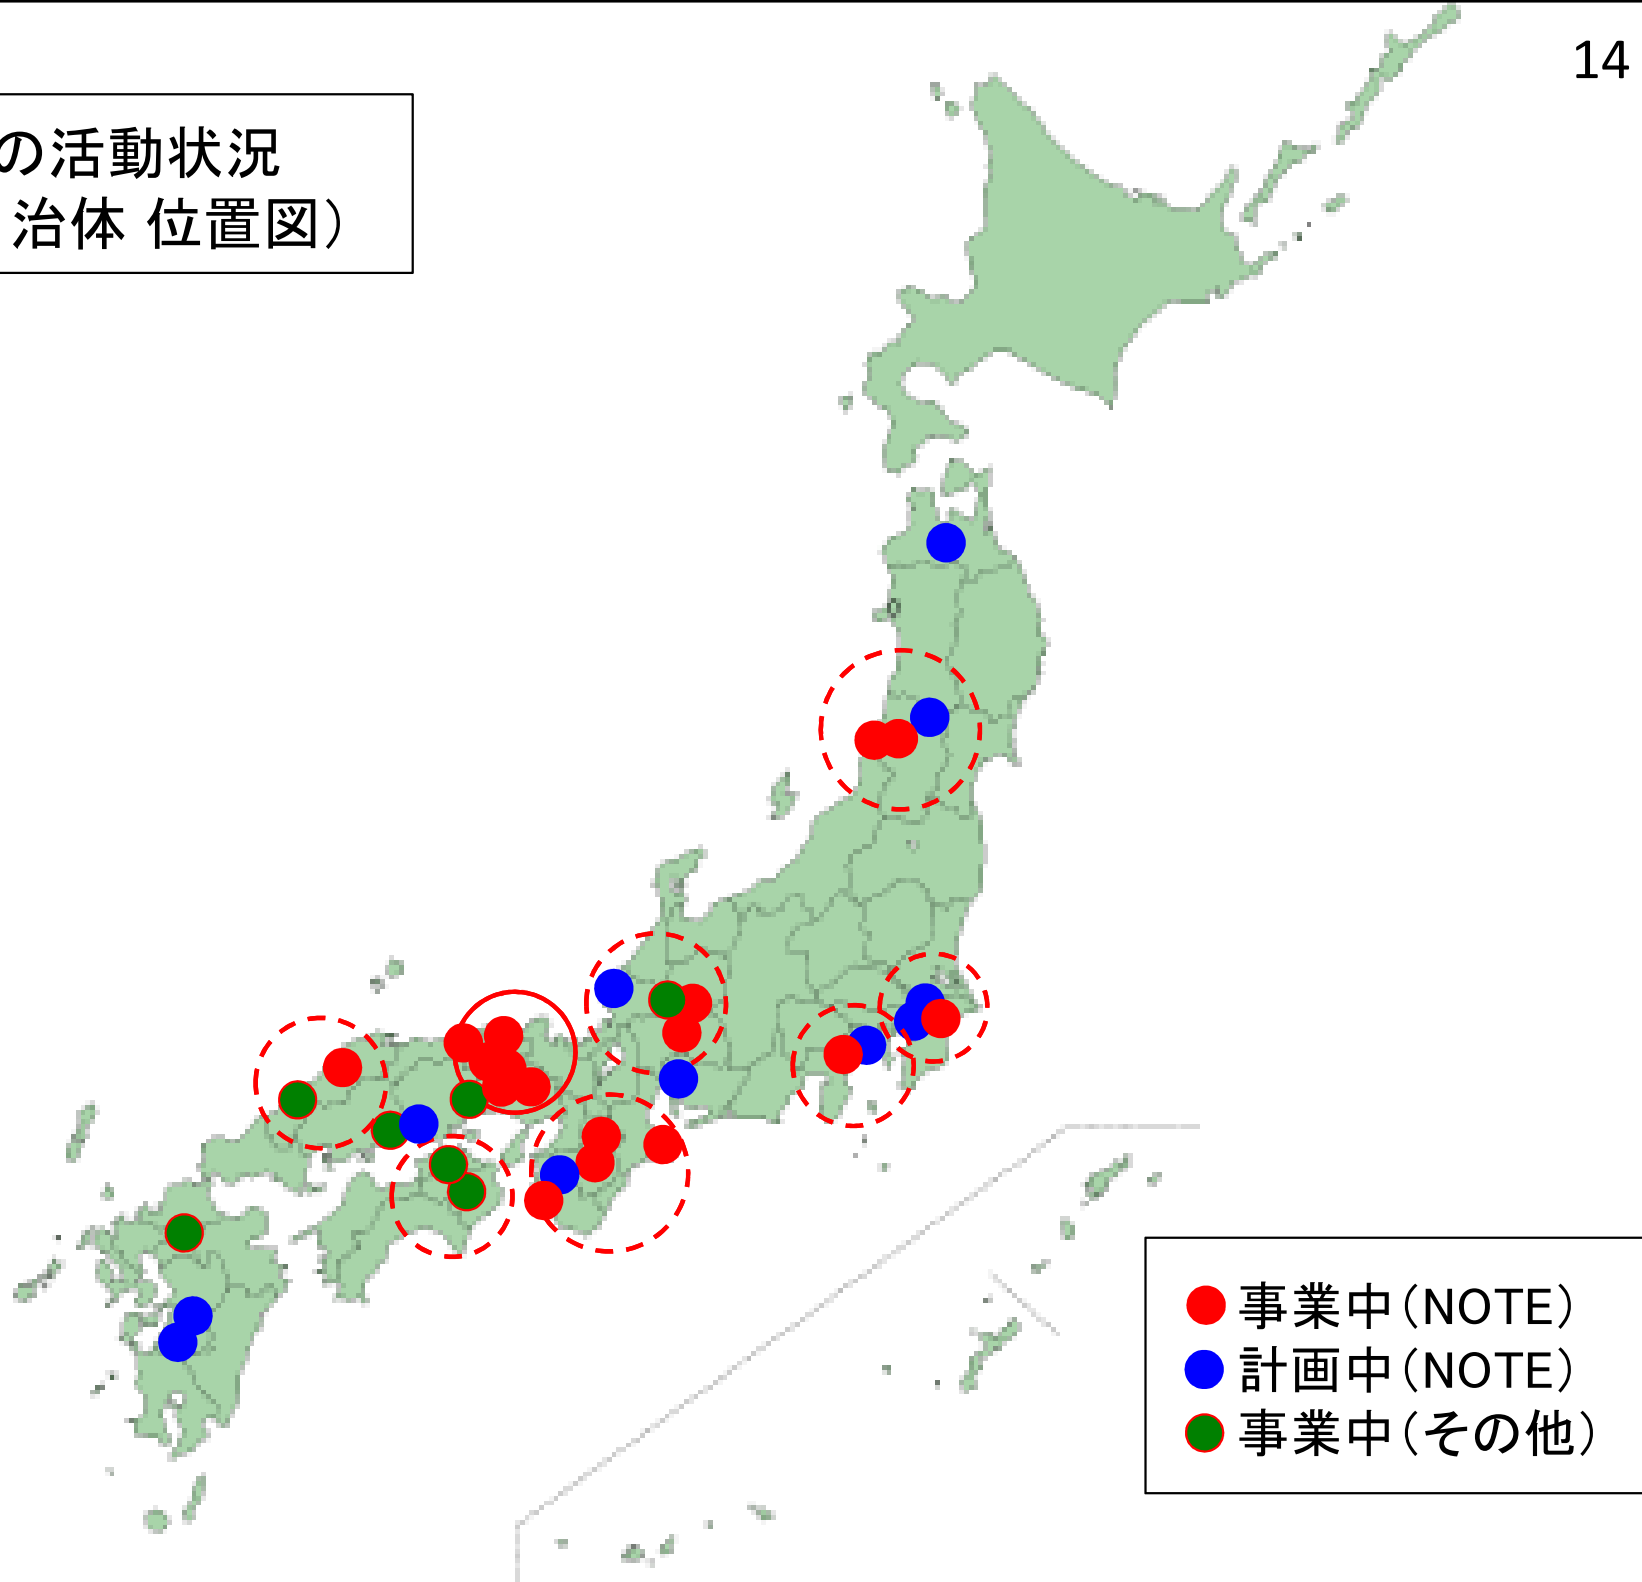 14
の活動状況
治体 位置図）
事業中（NOTE）
計画中（NOTE）
事業中（その他）